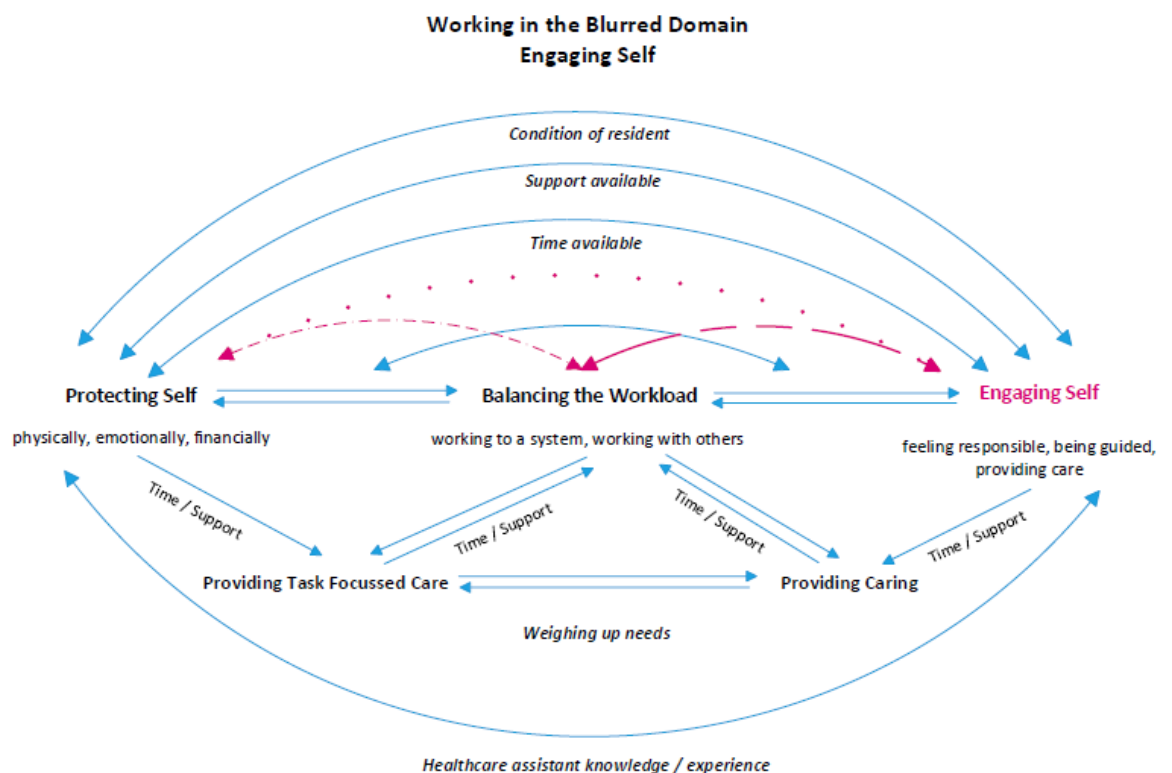 Working in the Blurred Domain
Engaging Self
Condition of resident
Support available
Time available
Protecting Self
Balancing the Workload
Engaging Self
physically, emotionally, financially
working to a system, working with others
feeling responsible, being guided,
providing care
Time / Support
Time / Support
Time / Support
Time / Support
Providing Task Focussed Care
Providing Caring
Weighing up needs
Healthcare assistant knowledge / experience